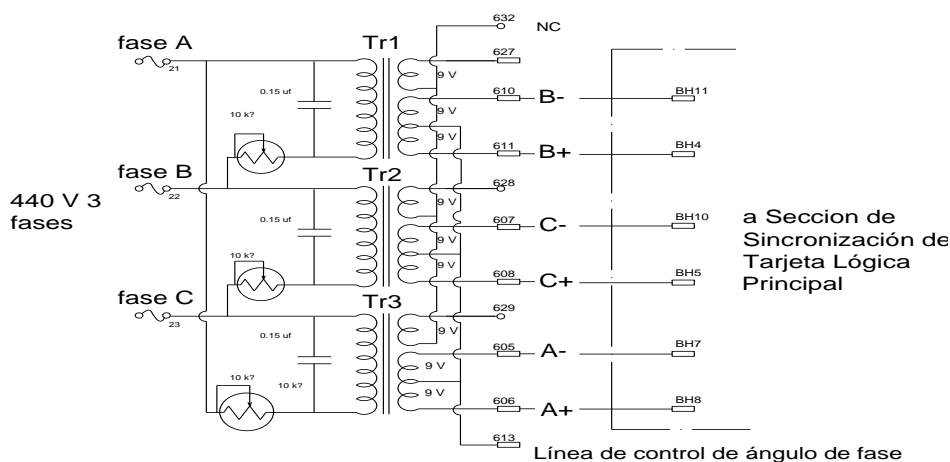 632
NC
fase A
Tr1
627
21
9 V
0.15 uf
610
B-
BH11
10 k?
9 V
9 V
611
B+
BH4
fase B
Tr2
628
22
9 V
440 V 3
fases
0.15 uf
607
C-
BH10
9 V
10 k?
9 V
608
C+
BH5
a Seccion de
Sincronización de
Tarjeta Lógica
Principal
fase C
Tr3
629
23
0.15 uf
9 V
605
A-
BH7
9 V
10 k?
10 k?
9 V
606
A+
BH8
613
Línea de control de ángulo de fase